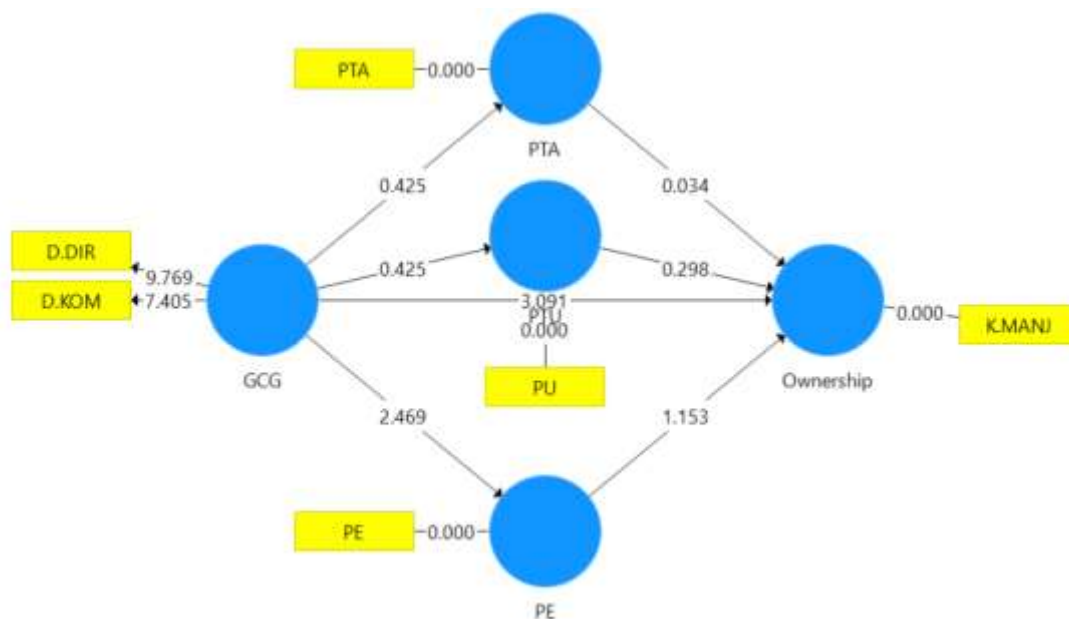 PTA
0.000
PTA
0.425
0.034
D.DIR
9.769
0.425
0.298
D.KOM
7.405
3.091
PTU
0.000
0.000
K.MANJ
GCG
Ownership
PU
2.469
1.153
PE
0.000
PE